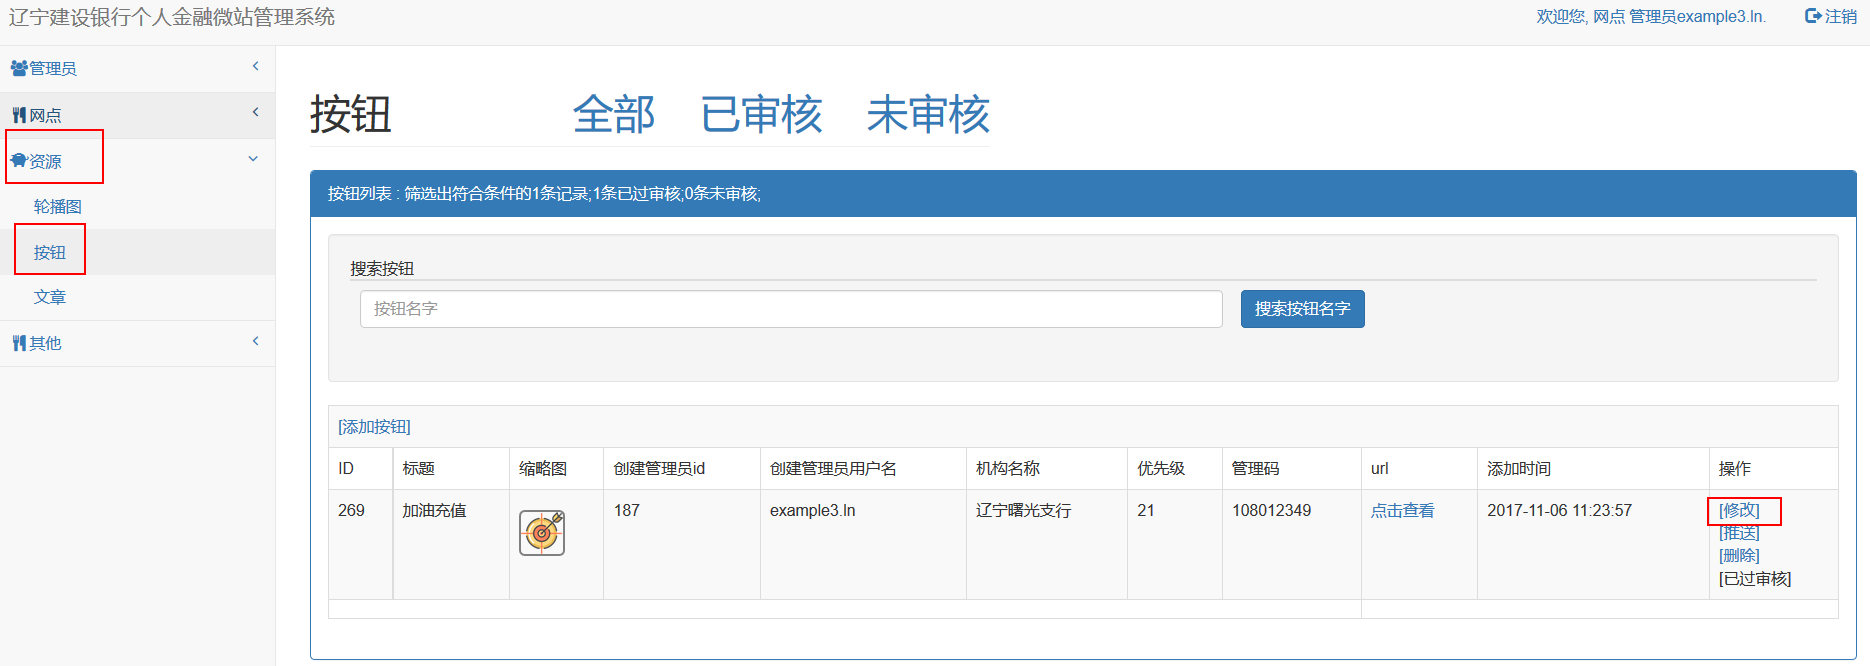 辽宁建设银行个人金融微站管理系统
欢迎您, 网点 管理员example3.ln.
注销
管理员
网点
资源
轮播图
按钮
文章
其他
按钮 全部 已审核 未审核
按钮列表 : 筛选出符合条件的1条记录;1条已过审核;0条未审核;
搜索按钮
按钮名字
搜索按钮名字
[添加按钮]
ID 标题 缩略图 创建管理员id 创建管理员用户名 机构名称 优先级 管理码 url 添加时间 操作
269 加油充值 187 example3.ln 辽宁曙光支行 21 108012349 点击查看 2017-11-06 11:23:57 [修改]
[推送]
[删除]
[已过审核]